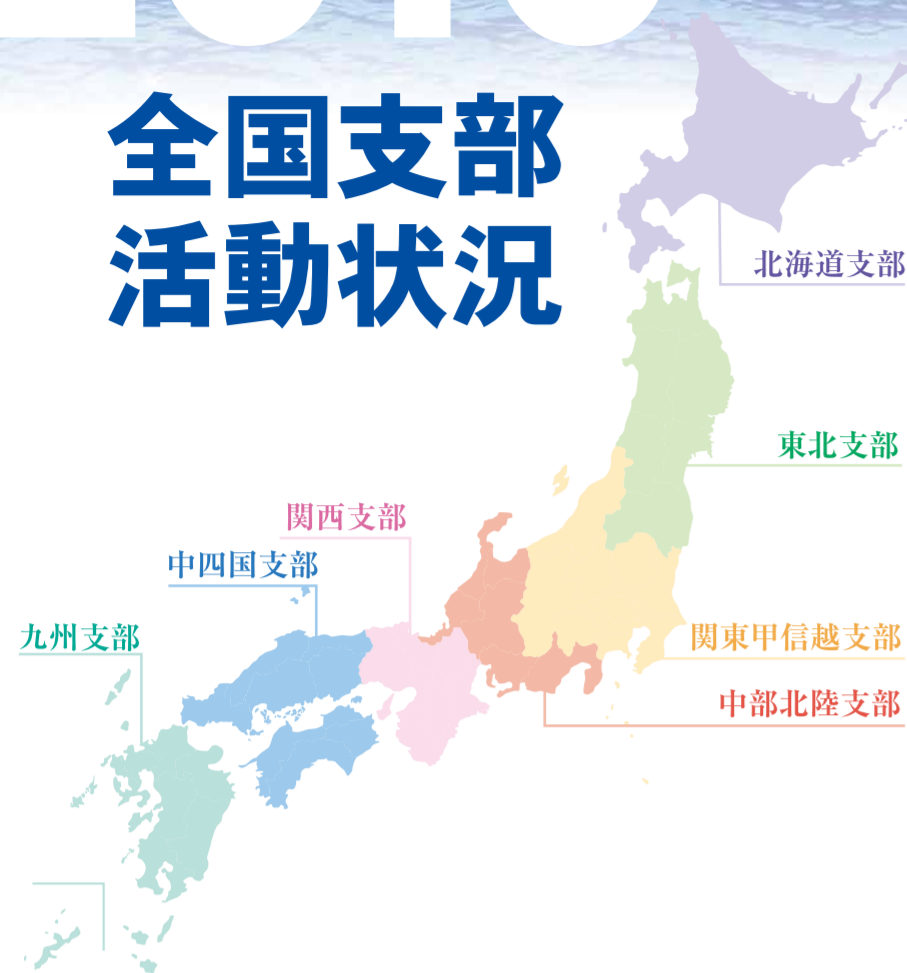 全国支部
活動状況
北海道支部
東北支部
関西支部
中四国支部
九州支部
関東甲信越支部
中部北陸支部